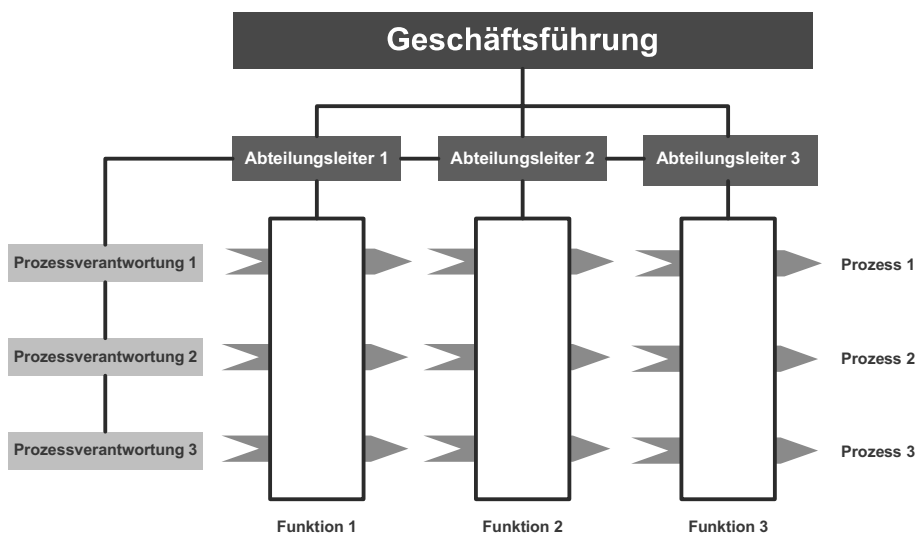 Geschäftsführung
Abteilungsleiter 1
Abteilungsleiter 2
Abteilungsleiter 3
Prozessverantwortung 1
Prozess 1
Prozessverantwortung 2
Prozess 2
Prozessverantwortung 3
Prozess 3
Funktion 1
Funktion 2
Funktion 3